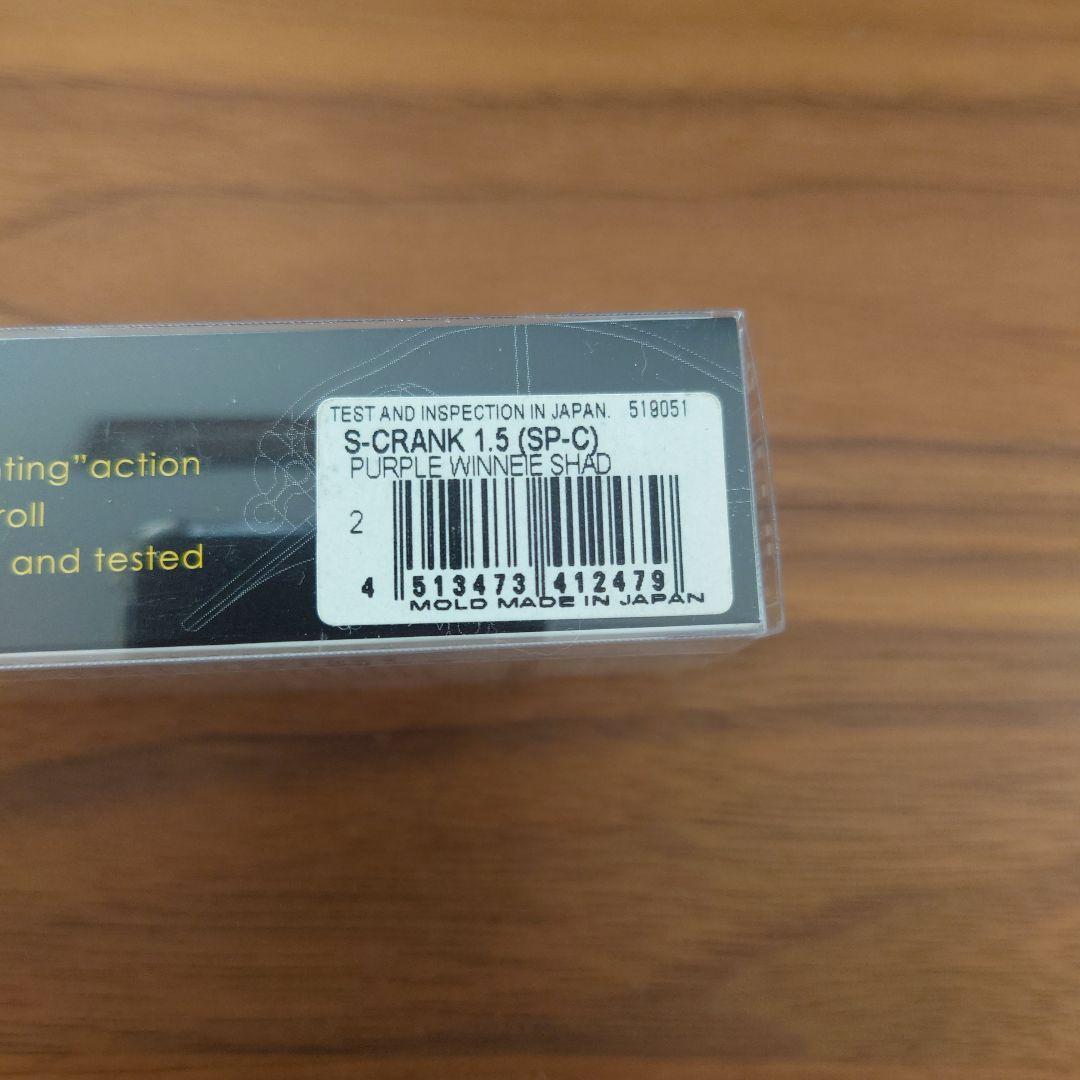 nting”action
roll
and tested
TEST AND INSPECTION IN JAPAN. 519051
S-CRANK 1.5 (SP-C)
PURPLE WINNEIE SHAD
2
4 513473 412479
MOLD MADE IN JAPAN